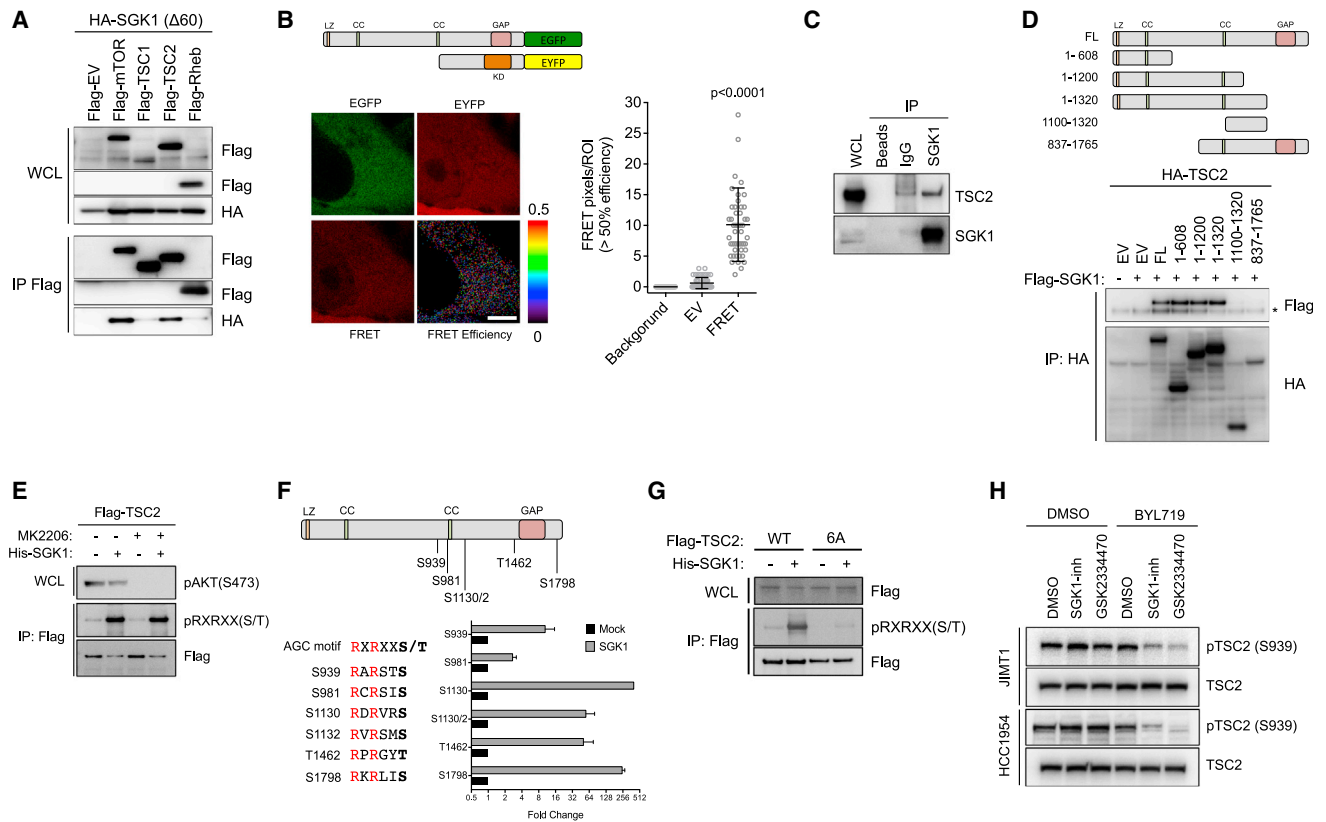 A
HA-SGK1 (Δ60)
Flag-EV
Flag-mTOR
Flag-TSC1
Flag-TSC2
Flag-Rheb
WCL
Flag
Flag
HA
IP Flag
Flag
Flag
HA
B
LZ CC CC GAP
EGFP
EYFP
KD
EGFP EYFP
0.5
0
FRET FRET Efficiency
p<0.0001
FRET pixels/ROI
(> 50% efficiency)
30
25
20
15
10
5
0
Backgorund
EV
FRET
C
IP
WCL
Beads
IgG
SGK1
TSC2
SGK1
D
LZ CC CC GAP
FL
1-608
1-1200
1-1320
1100-1320
837-1765
HA-TSC2
EV
EV
FL
1-608
1-1200
1-1320
1100-1320
837-1765
Flag-SGK1: - + + + + + + +
Flag
*
IP: HA
HA
E
Flag-TSC2
MK2206: - - + +
His-SGK1: - + - +
WCL
pAKT(S473)
IP: Flag
pRXRXX(S/T)
Flag
F
LZ CC CC GAP
S939
S981
S1130/2
T1462
S1798
AGC motif RXRXXS/T
S939 RARSTS
S981 RCRSIS
S1130 RDRVRS
S1132 RVRSMS
T1462 RPRGYT
S1798 RKRLIS
Mock
SGK1
S939
S981
S1130
S1130/2
T1462
S1798
0.5 1 2 4 8 16 32 64 128 256 512
Fold Change
G
Flag-TSC2: WT 6A
His-SGK1: - + - +
WCL
Flag
IP: Flag
pRXRXX(S/T)
Flag
H
DMSO BYL719
DMSO
SGK1-inh
GSK2334470
DMSO
SGK1-inh
GSK2334470
JIMT1
pTSC2 (S939)
TSC2
HCC1954
pTSC2 (S939)
TSC2